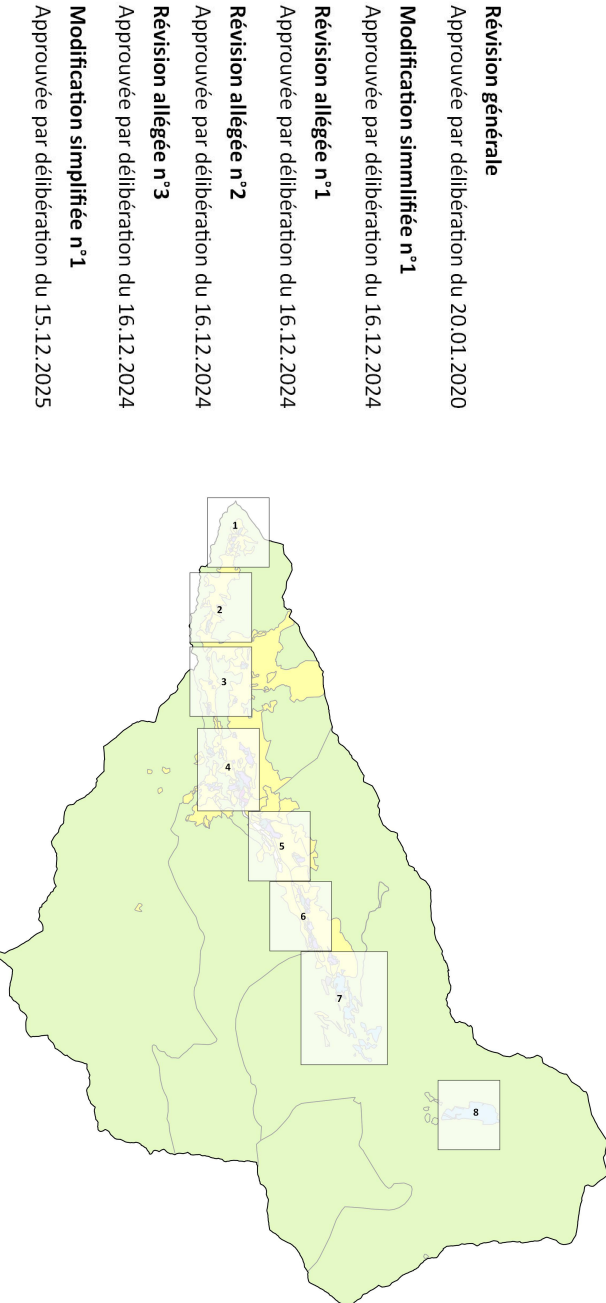 Révision générale
Approuvée par délibération du 20.01.2020
Modification simmlifiée n°1
Approuvée par délibération du 16.12.2024
Révision allégée n°1
Approuvée par délibération du 16.12.2024
Révision allégée n°2
Approuvée par délibération du 16.12.2024
Révision allégée n°3
Approuvée par délibération du 16.12.2024
Modification simplifiée n°1
Approuvée par délibération du 15.12.2025
1
2
3
4
5
6
7
8